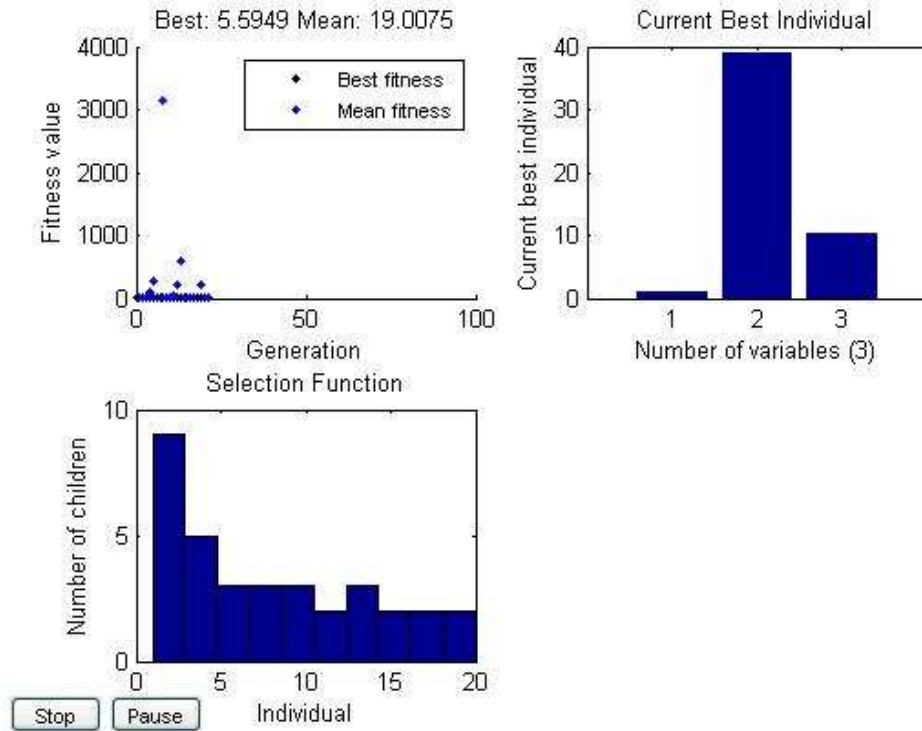 Best: 5.5949 Mean: 19.0075
4000
3000
2000
1000
0
Fitness value
Best fitness
Mean fitness
0 50 100
Generation
Current Best Individual
40
30
20
10
0
Current best individual
1 2 3
Number of variables (3)
Selection Function
10
5
0
Number of children
0 5 10 15 20
Individual
Stop Pause